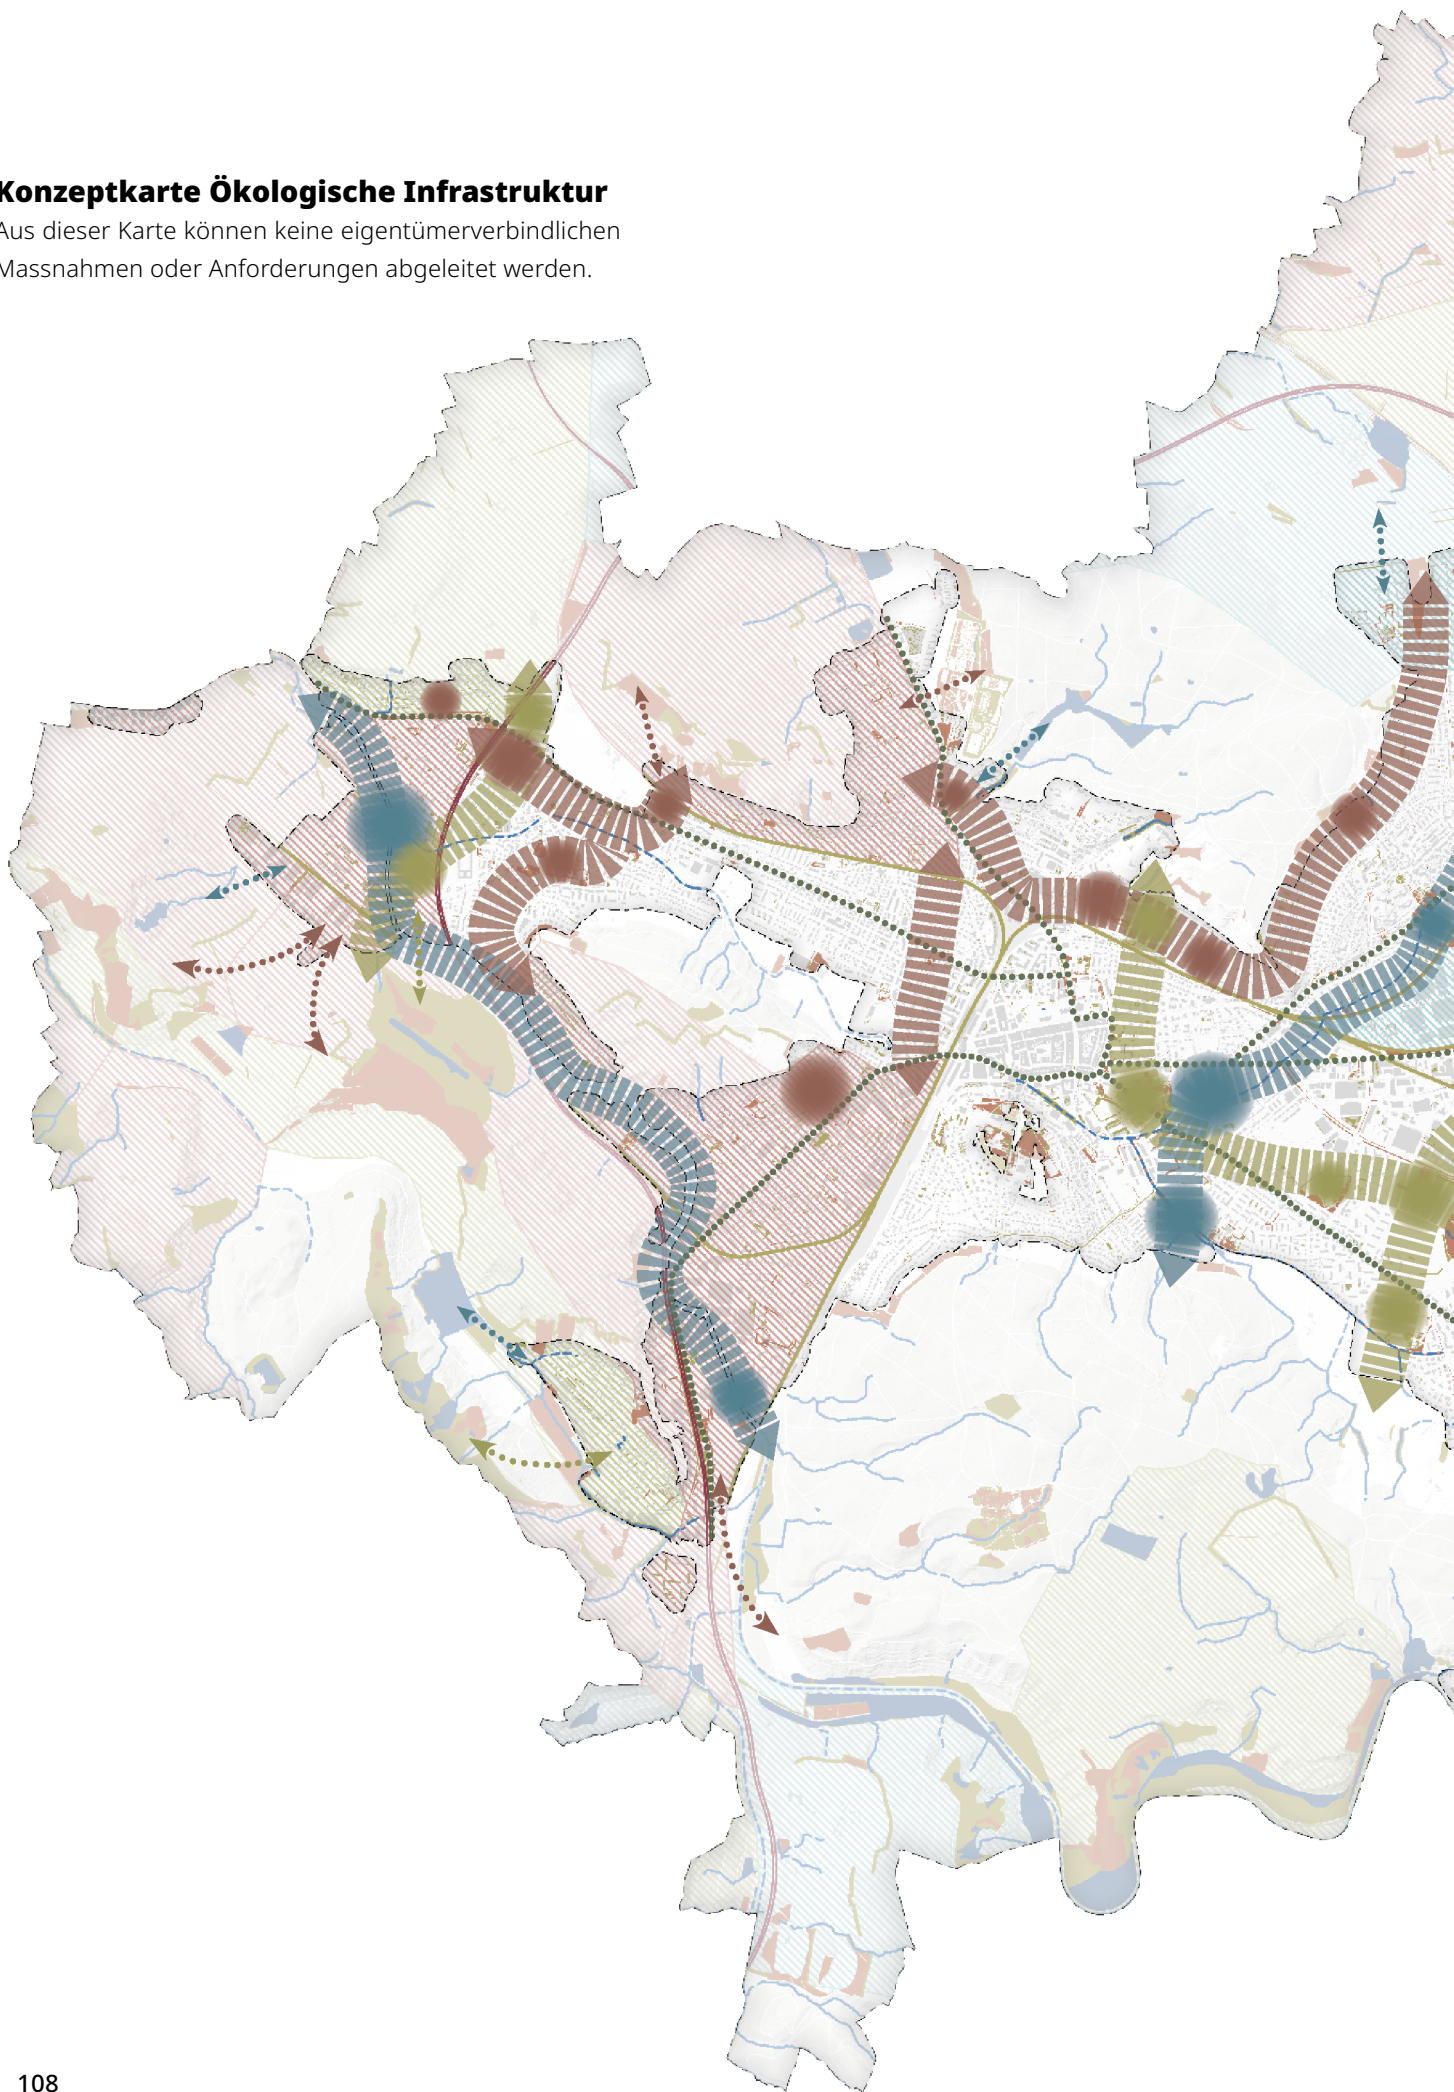 Konzeptkarte Ökologische Infrastruktur
Aus dieser Karte können keine eigentümerverbindlichen
Massnahmen oder Anforderungen abgeleitet werden.
108